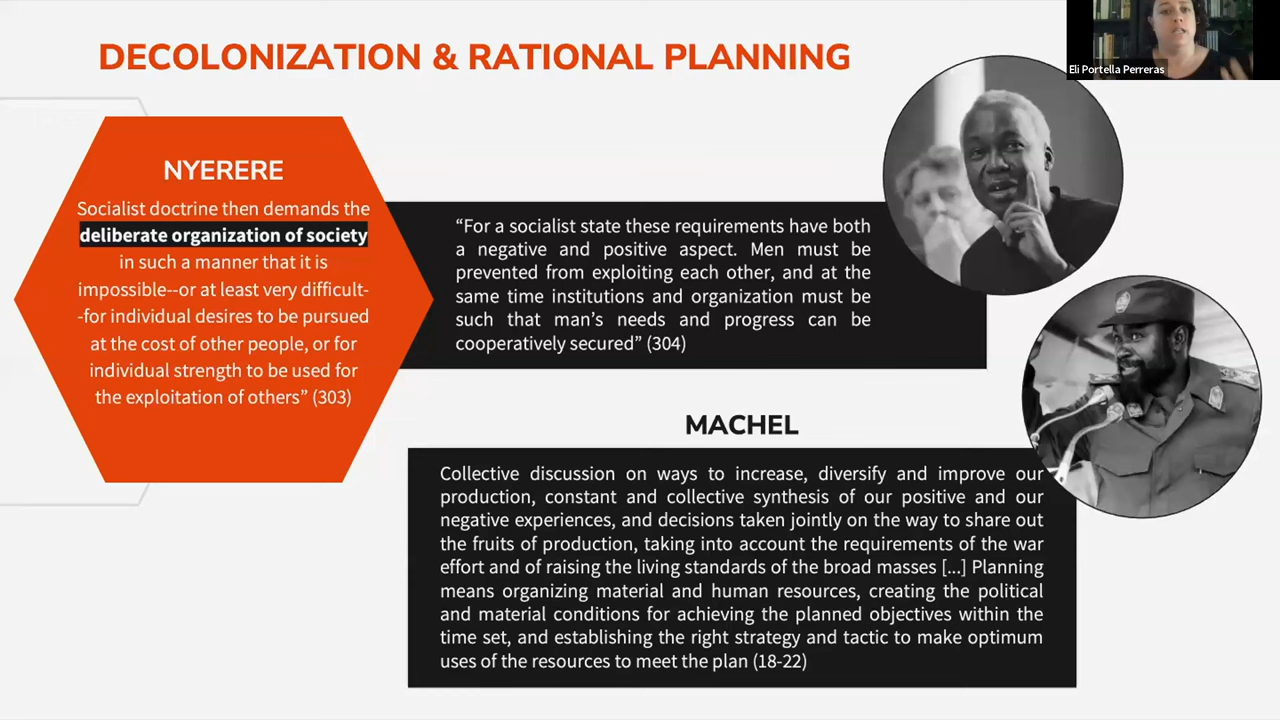 DECOLONIZATION & RATIONAL PLANNING
Eli Portella Perreras
NYERERE
Socialist doctrine then demands the
deliberate organization of society
in such a manner that it is
impossible--or at least very difficult-
-for individual desires to be pursued
at the cost of other people, or for
individual strength to be used for
the exploitation of others” (303)
“For a socialist state these requirements have both
a negative and positive aspect. Men must be
prevented from exploiting each other, and at the
same time institutions and organization must be
such that man’s needs and progress can be
cooperatively secured” (304)
MACHEL
Collective discussion on ways to increase, diversify and improve our
production, constant and collective synthesis of our positive and our
negative experiences, and decisions taken jointly on the way to share out
the fruits of production, taking into account the requirements of the war
effort and of raising the living standards of the broad masses [...] Planning
means organizing material and human resources, creating the political
and material conditions for achieving the planned objectives within the
time set, and establishing the right strategy and tactic to make optimum
uses of the resources to meet the plan (18-22)